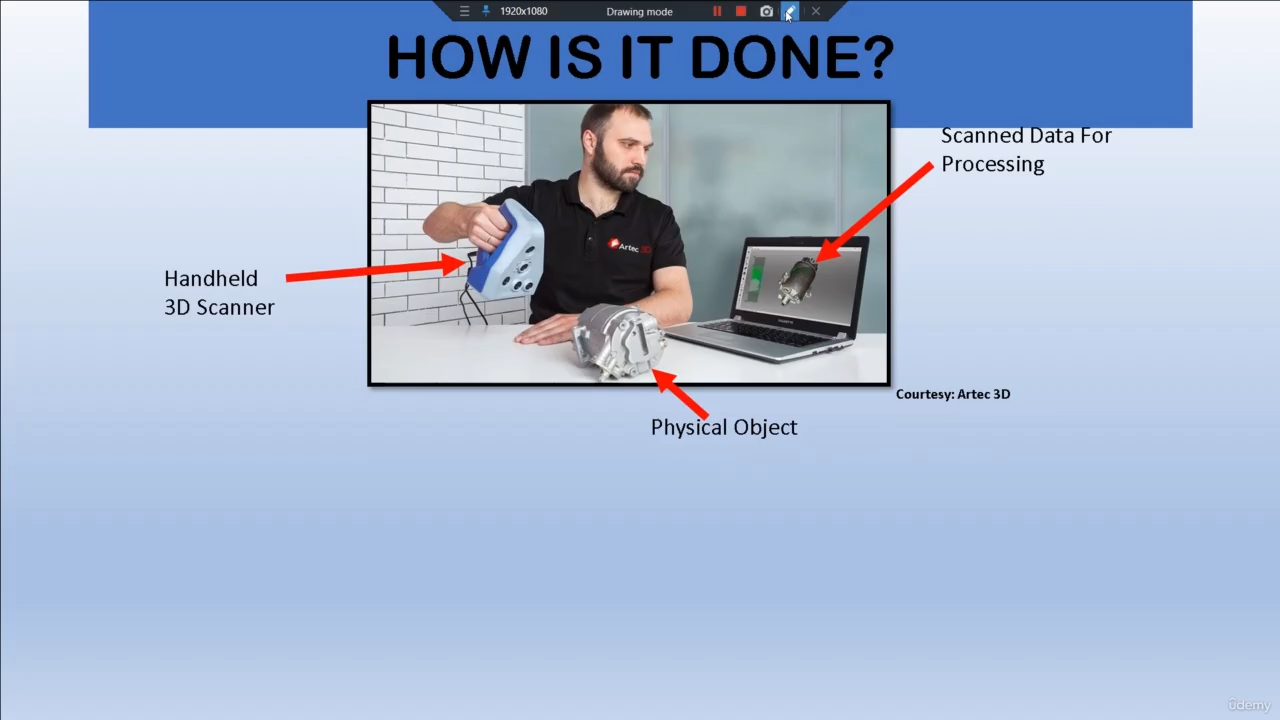 1920x1080
Drawing mode
HOW IS IT DONE?
Scanned Data For
Processing
Artec 3D
Handheld
3D Scanner
Courtesy: Artec 3D
Physical Object
ûdemy